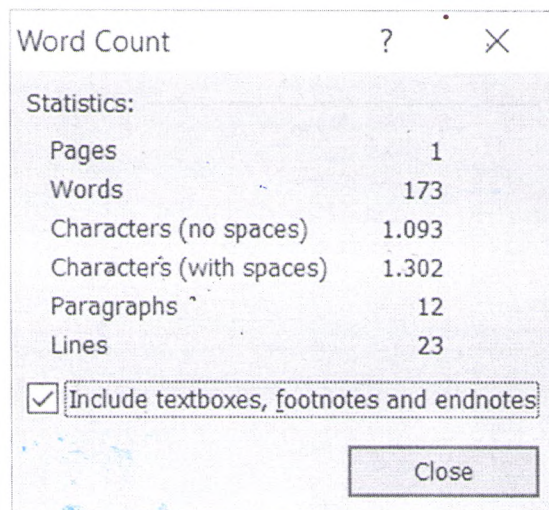 Word Count ? ×
Statistics:
Pages 1
Words 173
Characters (no spaces) 1.093
Characters (with spaces) 1.302
Paragraphs 12
Lines 23
Include textboxes, footnotes and endnotes
Close